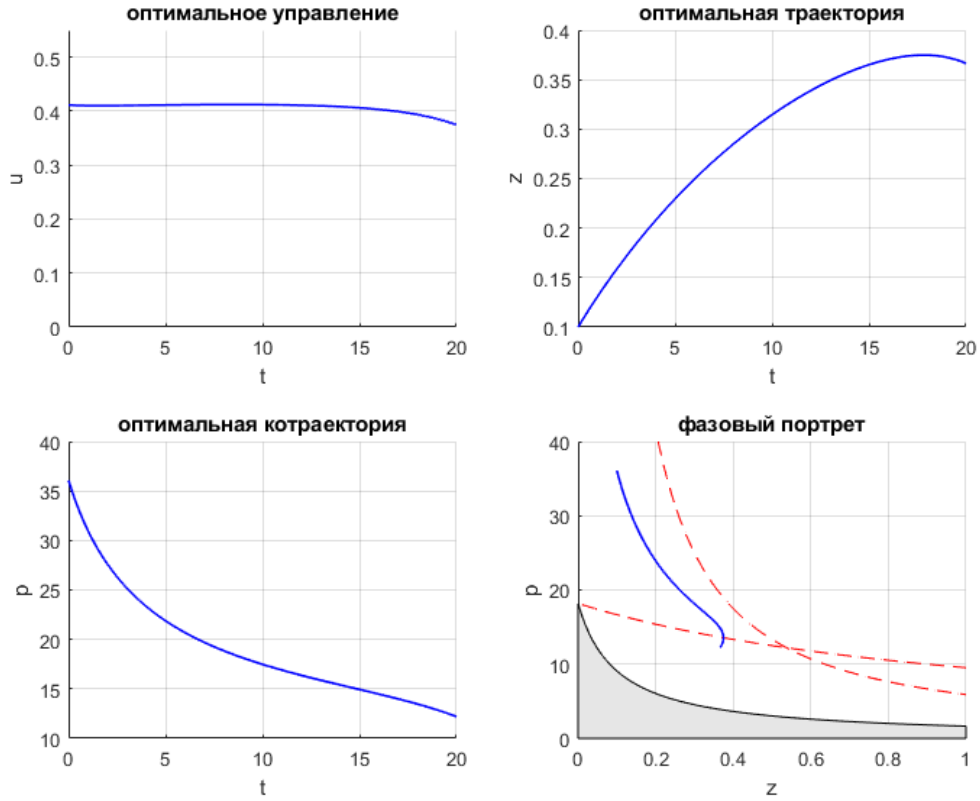 оптимальное управление
0.5
0.4
0.3
0.2
0.1
0
u
0 5 10 15 20
t
оптимальная траектория
0.4
0.35
0.3
0.25
0.2
0.15
0.1
z
0 5 10 15 20
t
оптимальная котраектория
40
35
30
25
20
15
10
p
0 5 10 15 20
t
фазовый портрет
40
30
20
10
0
p
0 0.2 0.4 0.6 0.8 1
z